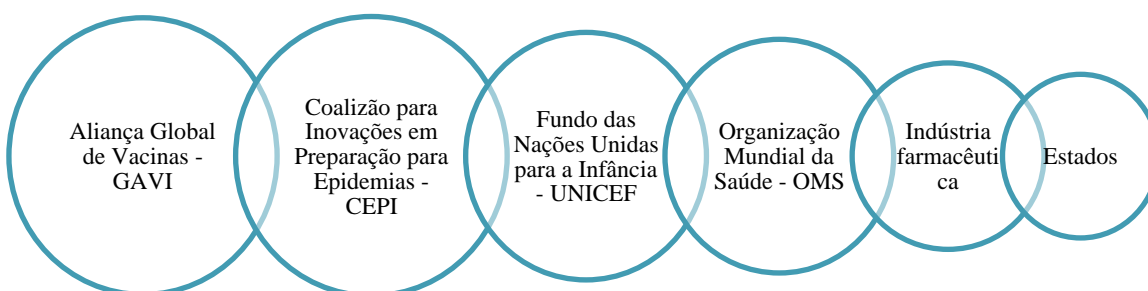 Aliança Global
de Vacinas -
GAVI
Coalizão para
Inovações em
Preparação para
Epidemias -
CEPI
Fundo das
Nações Unidas
para a Infância
- UNICEF
Organização
Mundial da
Saúde - OMS
Indústria
farmacêuti
ca
Estados